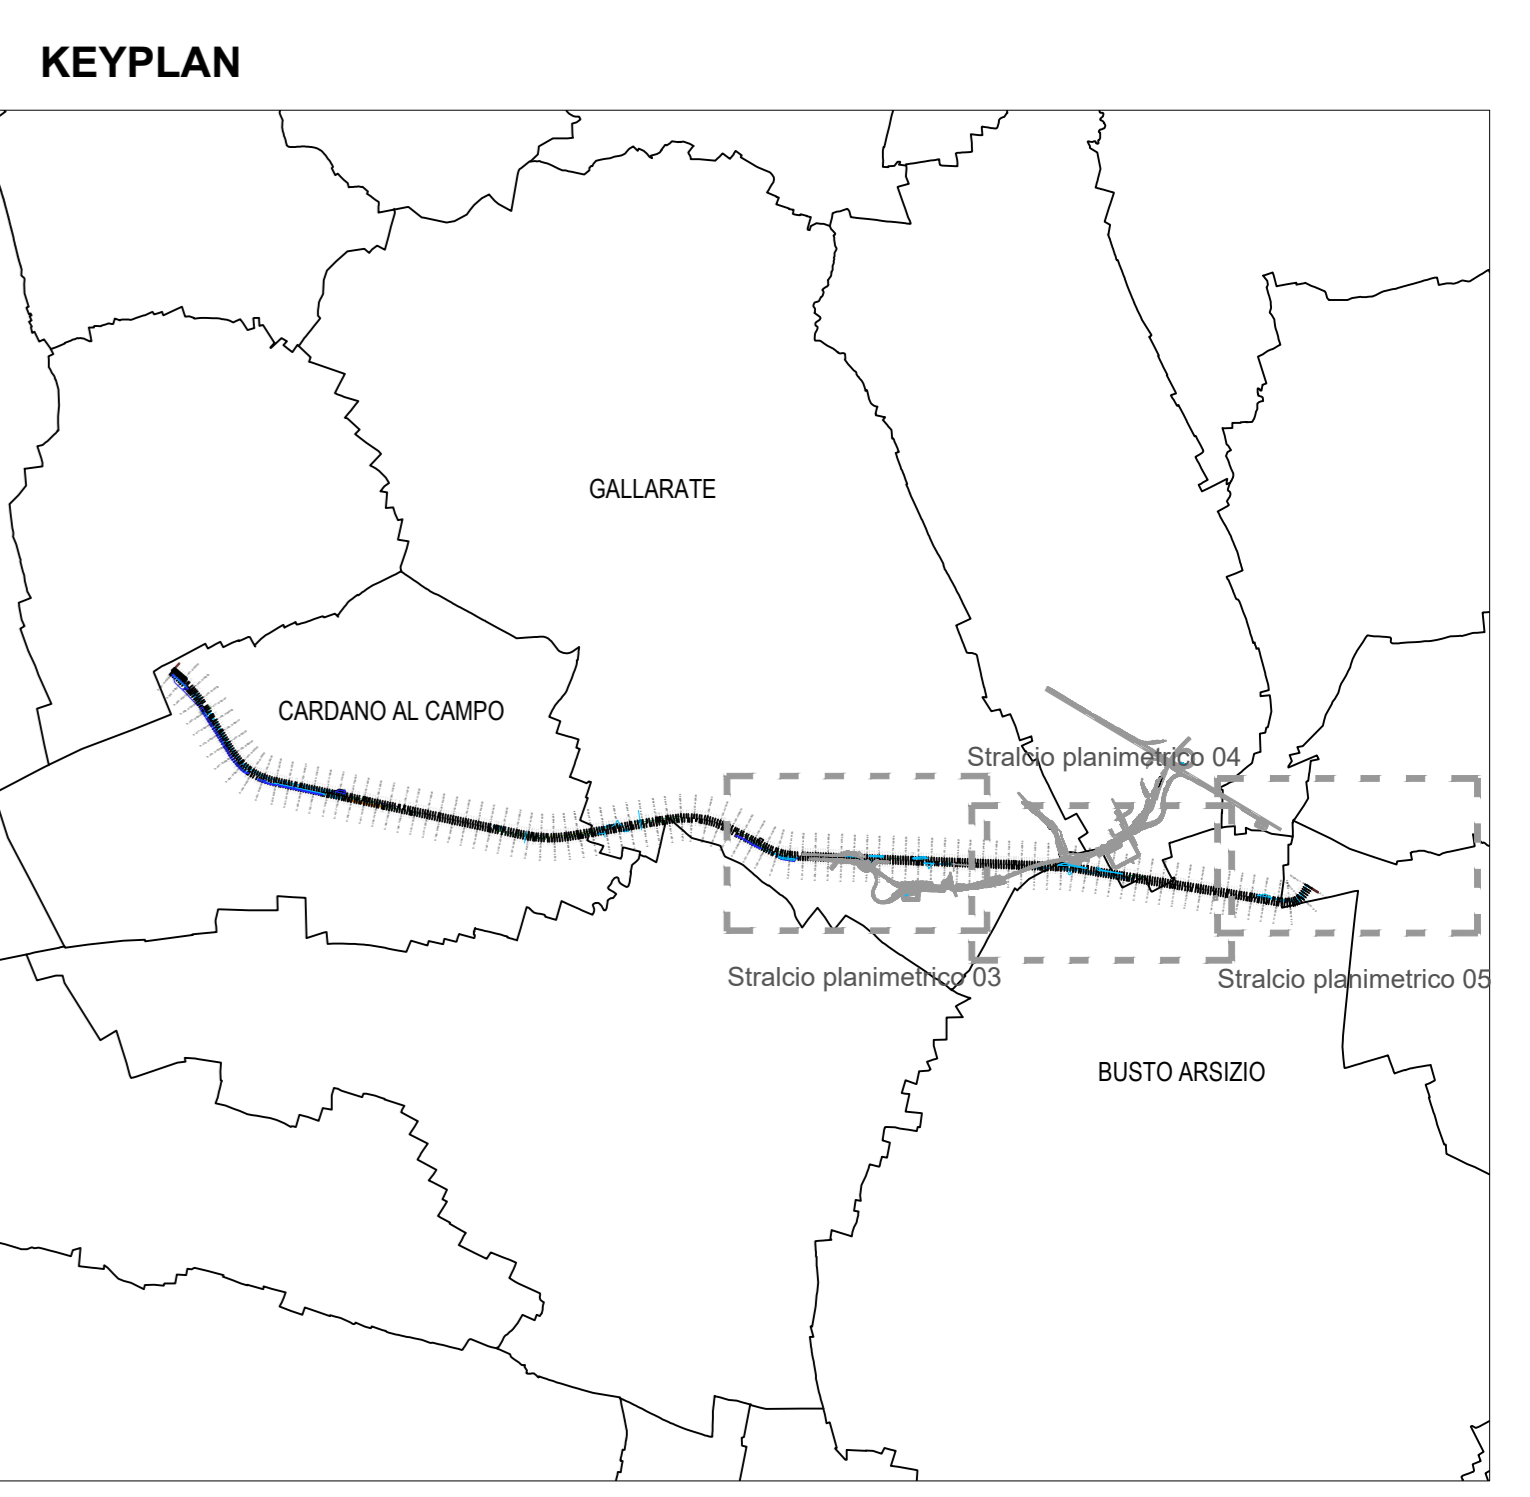 KEYPLAN
GALLARATE
CARDANO AL CAMPO
Stralcio planimetrico 04
Stralcio planimetrico 03
Stralcio planimetrico 05
BUSTO ARSIZIO